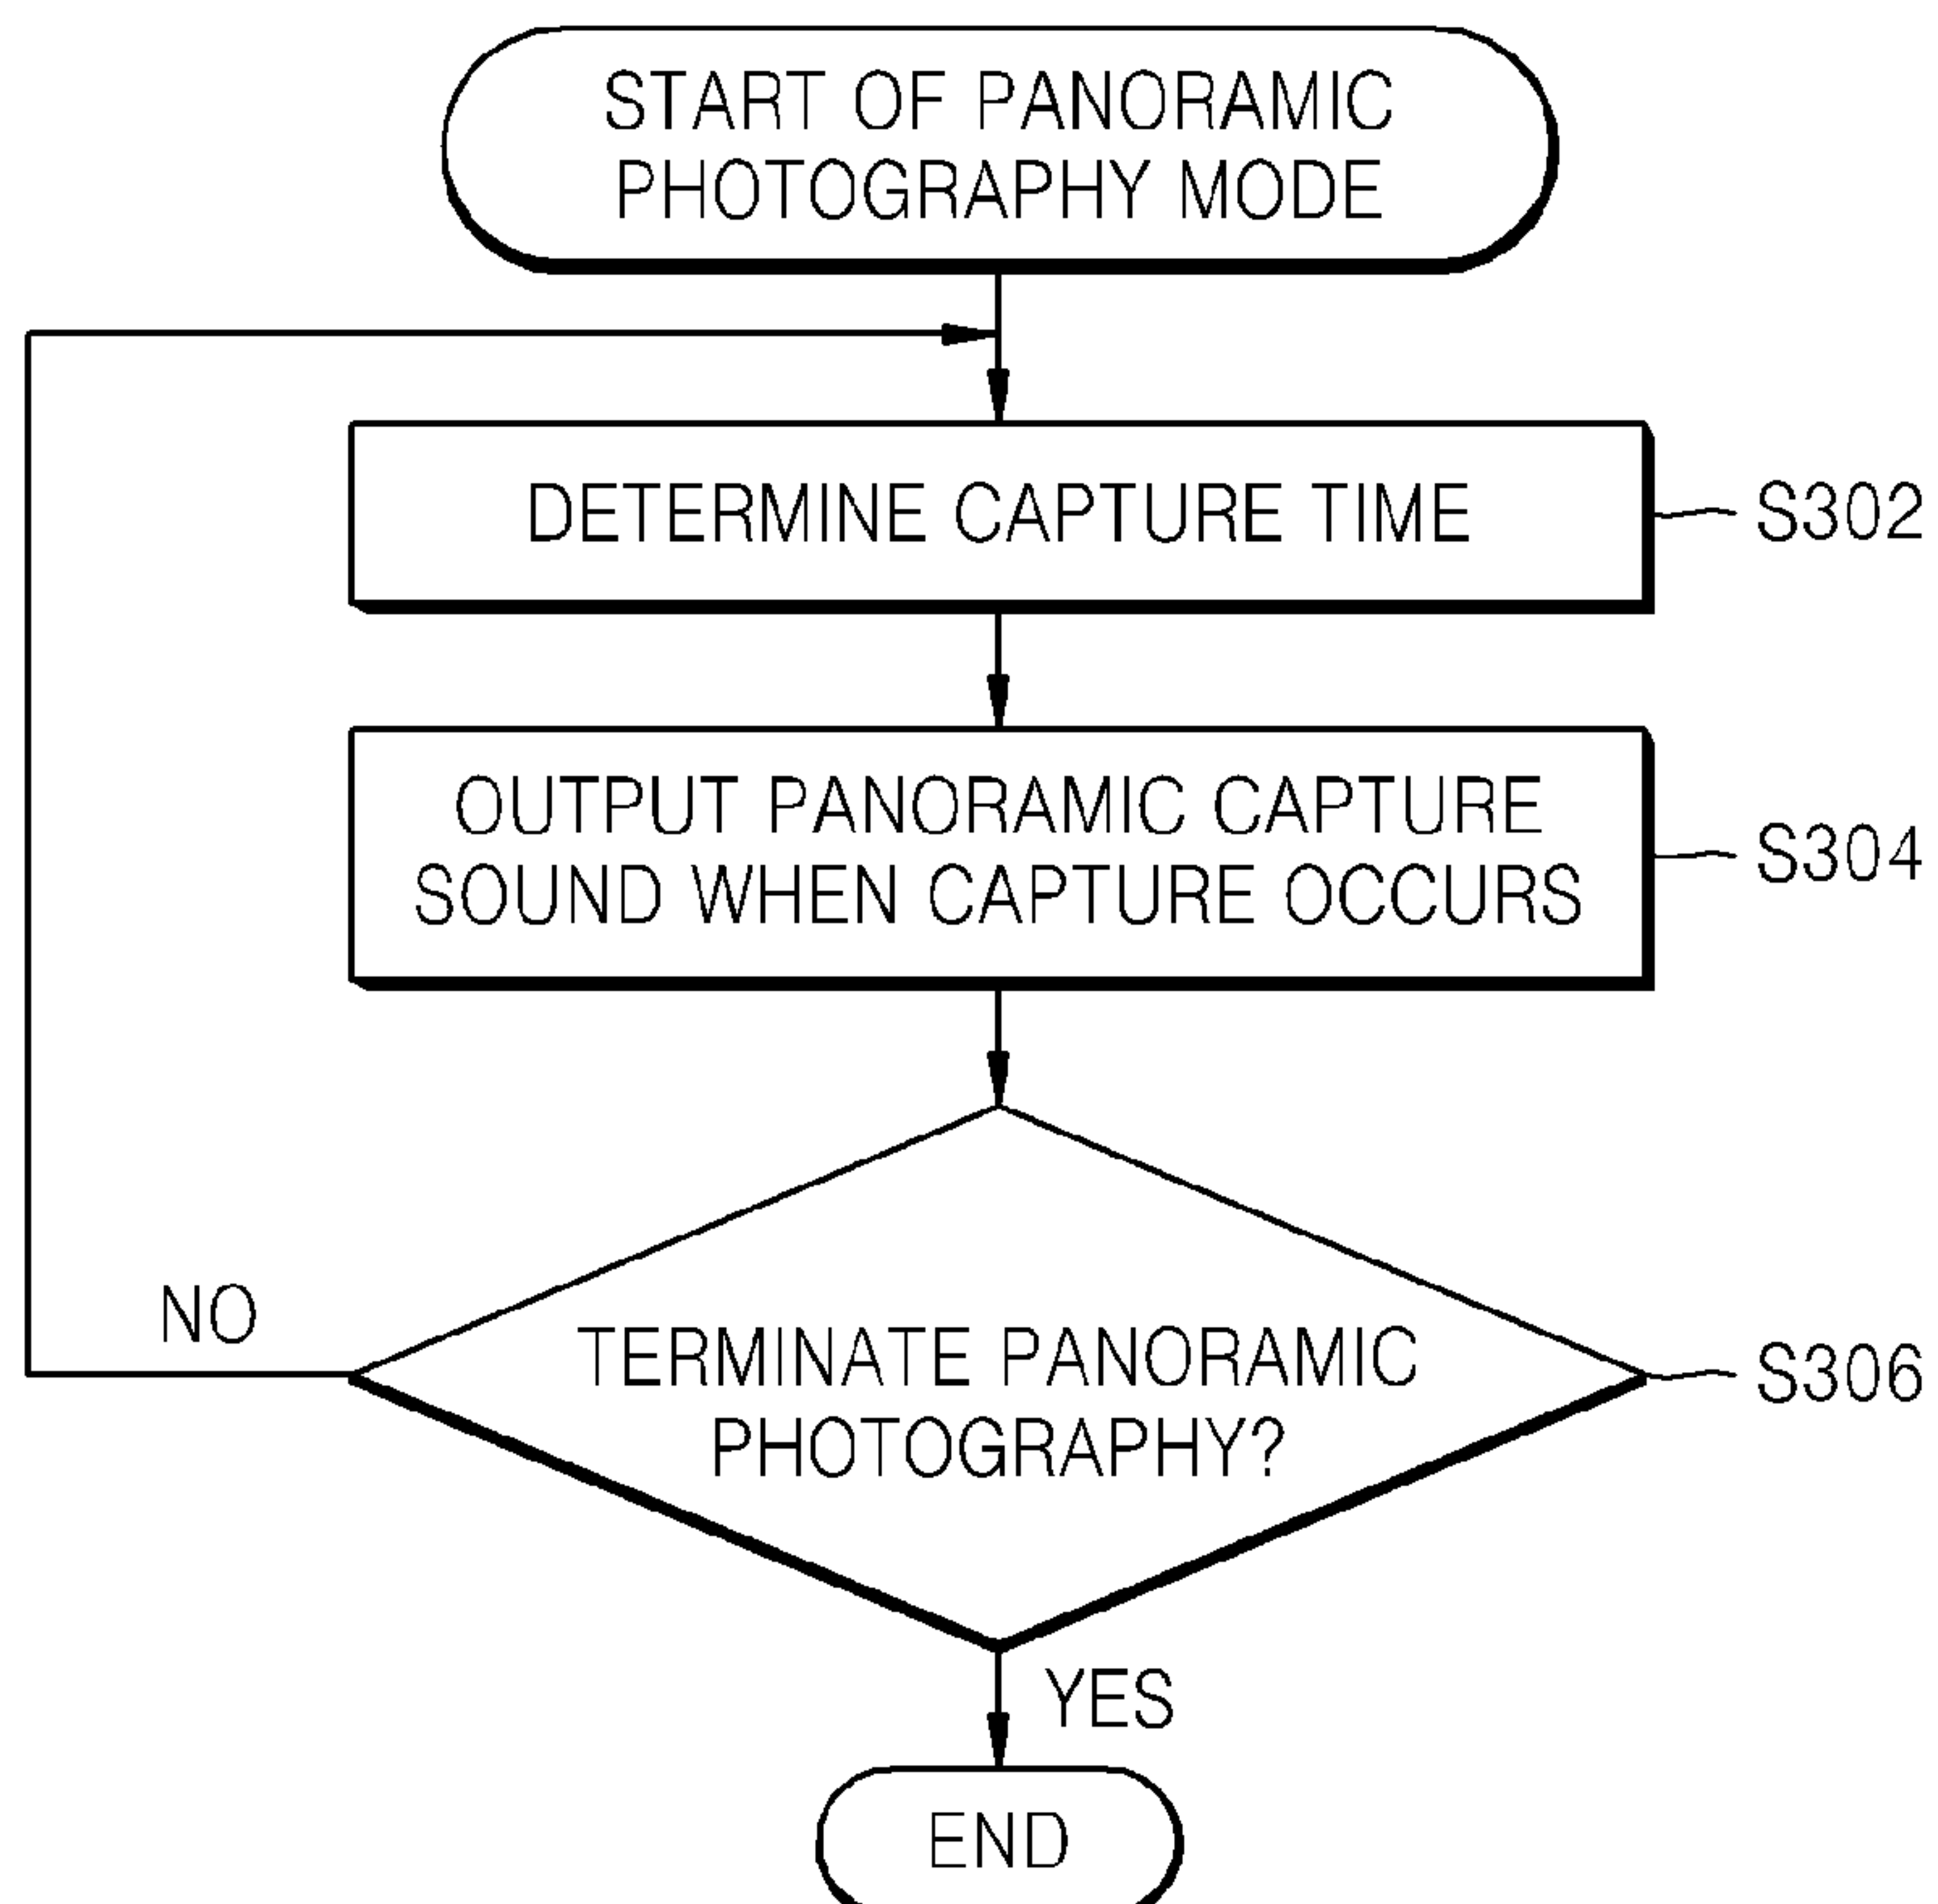 START OF PANORAMIC
PHOTOGRAPHY MODE
DETERMINE CAPTURE TIME
S302
OUTPUT PANORAMIC CAPTURE
SOUND WHEN CAPTURE OCCURS
S304
NO
TERMINATE PANORAMIC
PHOTOGRAPHY?
S306
YES
END